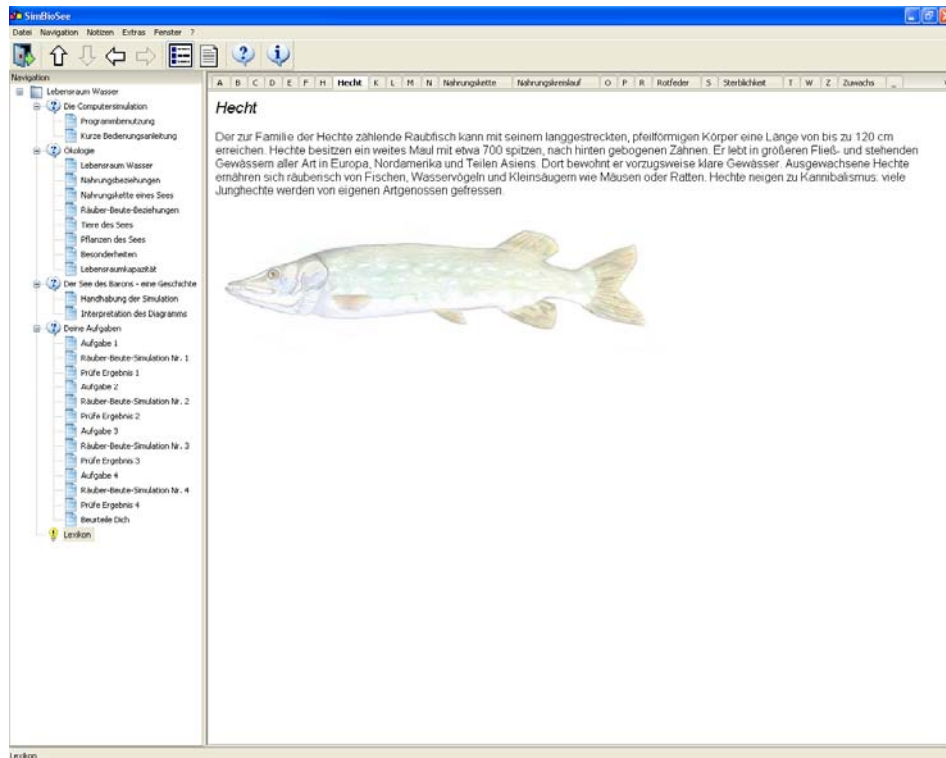 SimBioSee
Datei Navigation Notizen Extras Fenster ?
Navigation
Lebensraum Wasser
Die Computersimulation
Programmbenutzung
Kurze Bedienungsanleitung
Ökologie
Lebensraum Wasser
Nahrungsbeziehungen
Nahrungskette eines Sees
Räuber-Beute-Beziehungen
Tiere des Sees
Pflanzen des Sees
Besonderheiten
Lebensraumkapazität
Der See des Barons - eine Geschichte
Handhabung der Simulation
Interpretation des Diagramms
Deine Aufgaben
Aufgabe 1
Räuber-Beute-Simulation Nr. 1
Prüfe Ergebnis 1
Aufgabe 2
Räuber-Beute-Simulation Nr. 2
Prüfe Ergebnis 2
Aufgabe 3
Räuber-Beute-Simulation Nr. 3
Prüfe Ergebnis 3
Aufgabe 4
Räuber-Beute-Simulation Nr. 4
Prüfe Ergebnis 4
Beurteile Dich
Lexikon
A B C D E F H Hecht K L M N Nahrungskette Nahrungskreislauf O P R Rotfeder S Sterblichkeit T W Z Zuwachs _
Hecht
Der zur Familie der Hechte zählende Raubfisch kann mit seinem langgestreckten, pfeilförmigen Körper eine Länge von bis zu 120 cm
erreichen. Hechte besitzen ein weites Maul mit etwa 700 spitzen, nach hinten gebogenen Zähnen. Er lebt in größeren Fließ- und stehenden
Gewässern aller Art in Europa, Nordamerika und Teilen Asiens. Dort bewohnt er vorzugsweise klare Gewässer. Ausgewachsene Hechte
ernähren sich räuberisch von Fischen, Wasservögeln und Kleinsäugern wie Mäusen oder Ratten. Hechte neigen zu Kannibalismus: viele
Junghechte werden von eigenen Artgenossen gefressen.
Lexikon